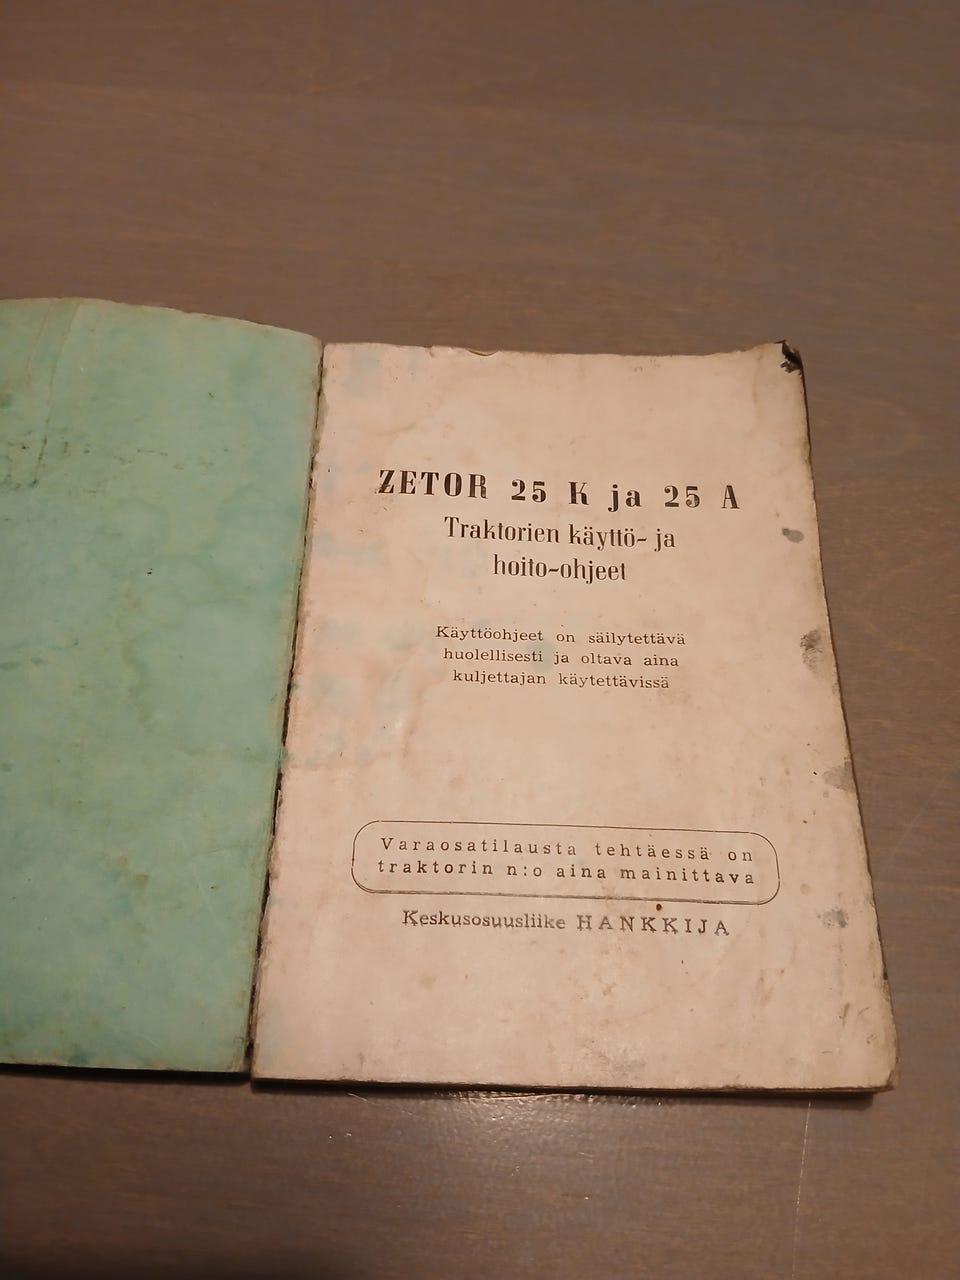 ZETOR 25 K ja 25 A
Traktorien käyttö- ja
hoito-ohjeet
Käyttöohjeet on säilytettävä
huolellisesti ja oltava aina
kuljettajan käytettävissä
Varaosatilausta tehtäessä on
traktorin n:o aina mainittava
Keskusosuusliike HANKKIJA